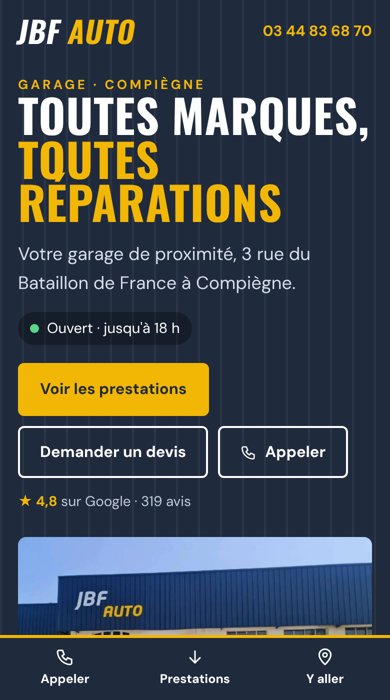 JBF AUTO
03 44 83 68 70
GARAGE · COMPIÈGNE
TOUTES MARQUES,
TOUTES
RÉPARATIONS
Votre garage de proximité, 3 rue du
Bataillon de France à Compiègne.
Ouvert · jusqu'à 18 h
Voir les prestations
Demander un devis
Appeler
★ 4,8 sur Google · 319 avis
JBF
AUTO
Appeler
Prestations
Y aller